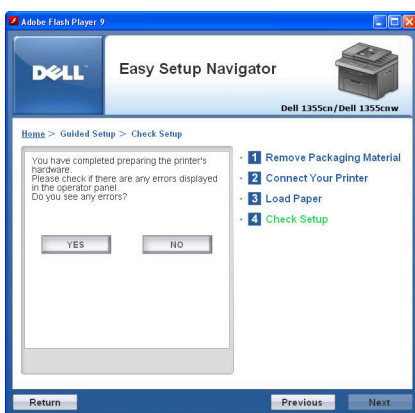 Adobe Flash Player 9
DELL™
Easy Setup Navigator
Dell 1355cn/Dell 1355cnw
Home > Guided Setup > Check Setup
You have completed preparing the printer's
hardware.
Please check if there are any errors displayed
in the operator panel.
Do you see any errors?
YES
NO
1 Remove Packaging Material
2 Connect Your Printer
3 Load Paper
4 Check Setup
Return
Previous
Next